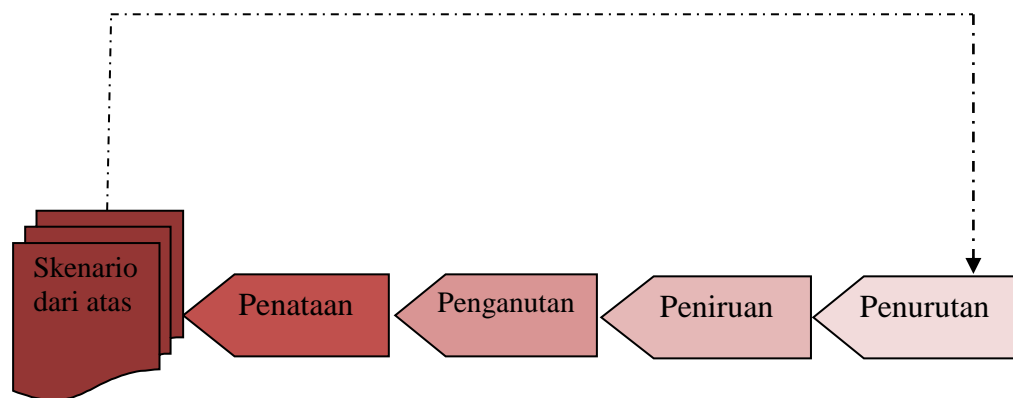 Skenario
dari atas
Penataan
Penganutan
Peniruan
Penurutan